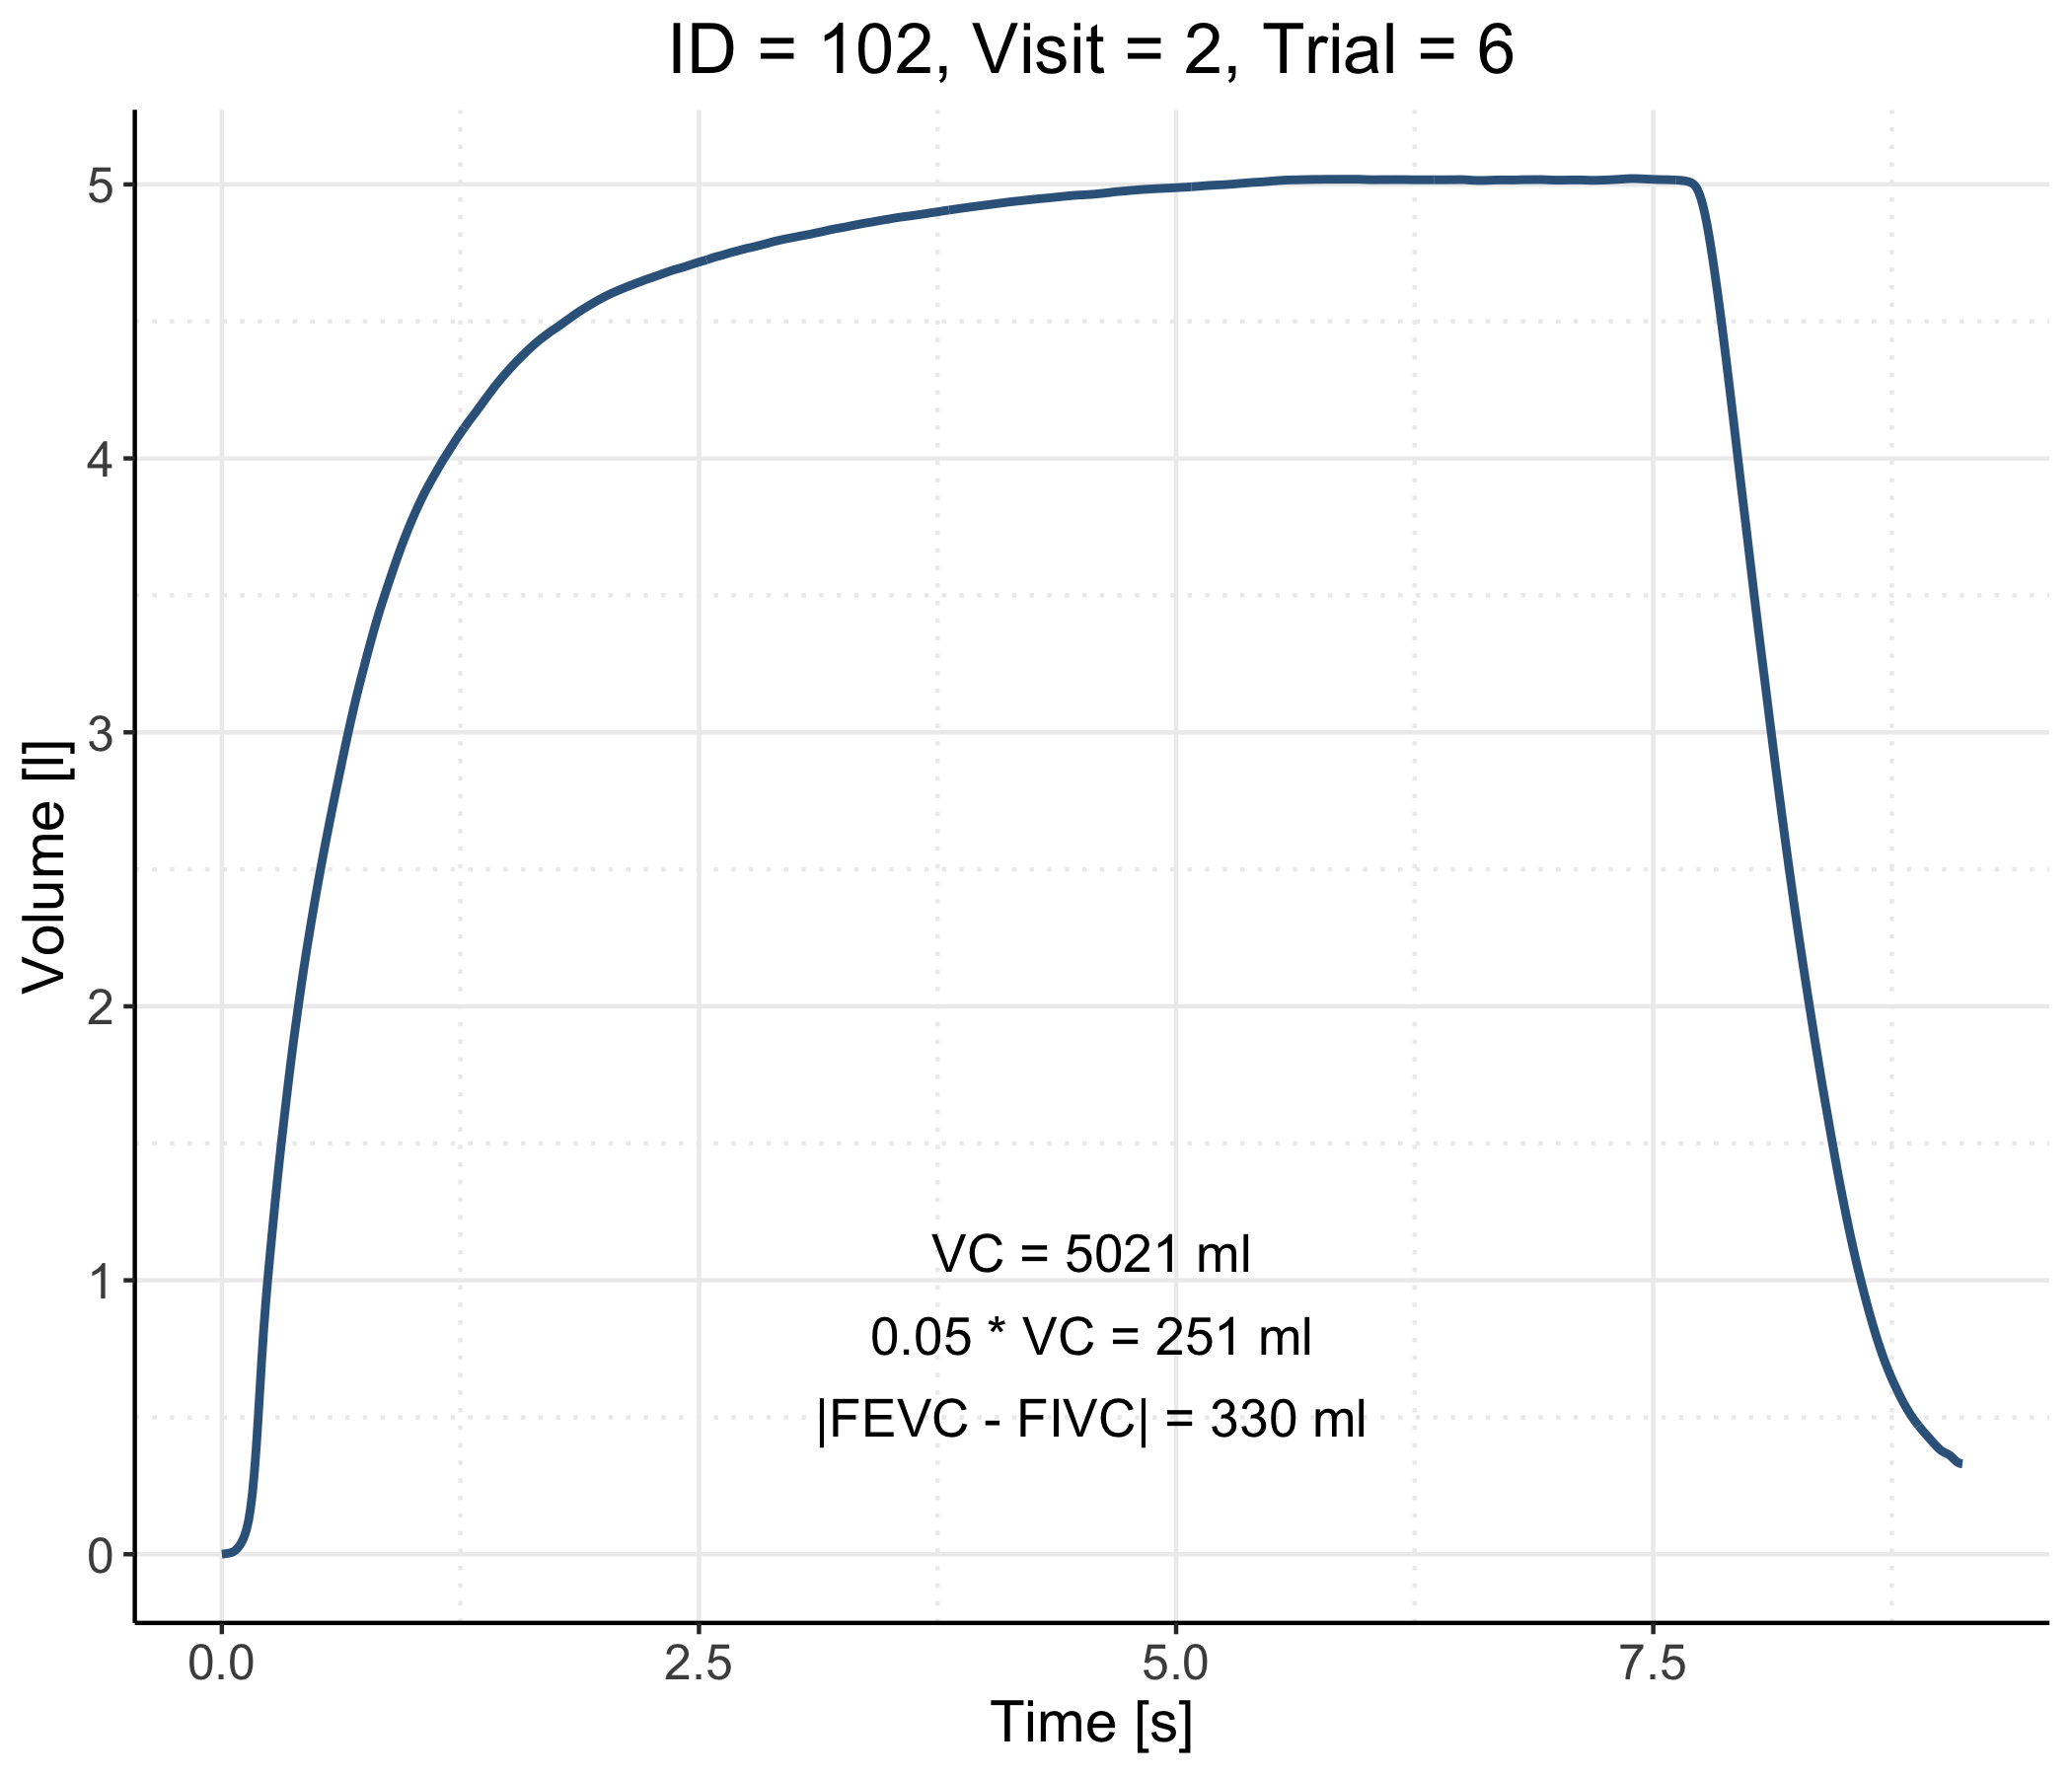 ID = 102, Visit = 2, Trial = 6
Volume [l]
5
4
3
2
1
0
VC = 5021 ml
0.05 * VC = 251 ml
|FEVC - FIVC| = 330 ml
0.0 2.5 5.0 7.5
Time [s]